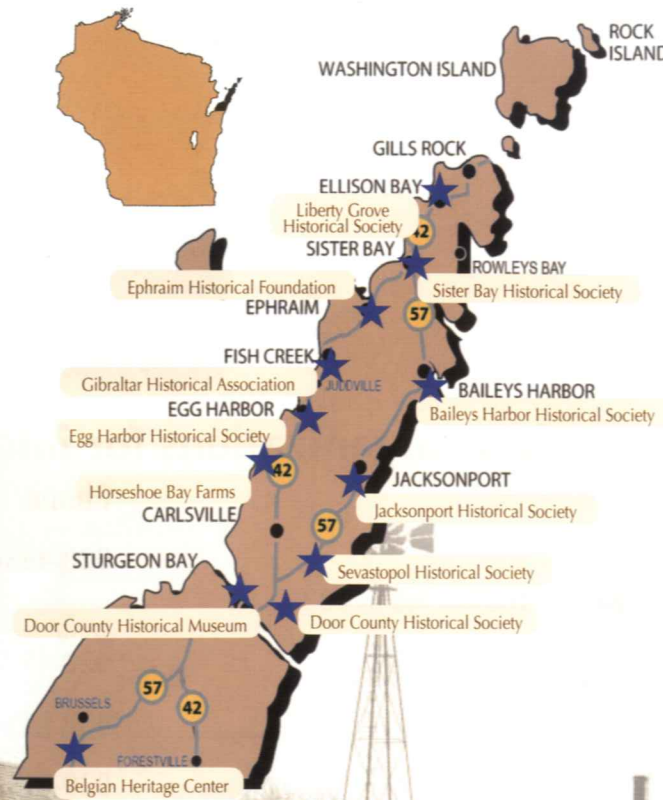 ROCK
ISLAND
WASHINGTON ISLAND
GILLS ROCK
ELLISON BAY
Liberty Grove
Historical Society
42
SISTER BAY
ROWLEYS BAY
Ephraim Historical Foundation
Sister Bay Historical Society
EPHRAIM
57
FISH CREEK
Gibraltar Historical Association
JUDDVILLE
BAILEYS HARBOR
EGG HARBOR
Baileys Harbor Historical Society
Egg Harbor Historical Society
42
JACKSONPORT
Horseshoe Bay Farms
Jacksonport Historical Society
CARLSVILLE
57
STURGEON BAY
Sevastopol Historical Society
Door County Historical Museum
Door County Historical Society
57
42
BRUSSELS
FORESTVILLE
Belgian Heritage Center